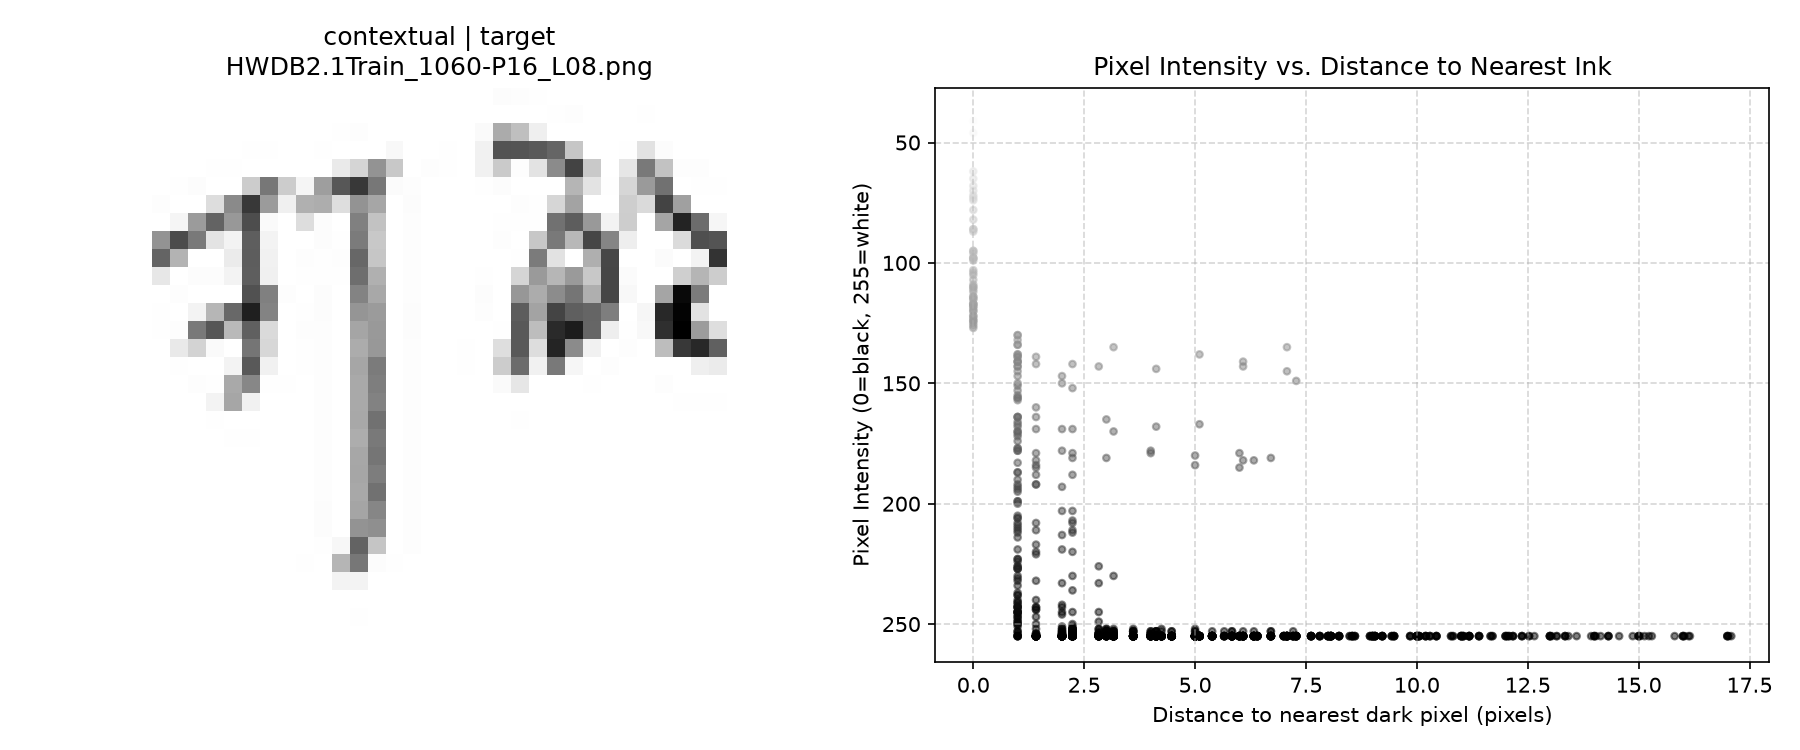 contextual | target
HWDB2.1Train_1060-P16_L08.png
Pixel Intensity vs. Distance to Nearest Ink
Pixel Intensity (0=black, 255=white)
50
100
150
200
250
0.0 2.5 5.0 7.5 10.0 12.5 15.0 17.5
Distance to nearest dark pixel (pixels)